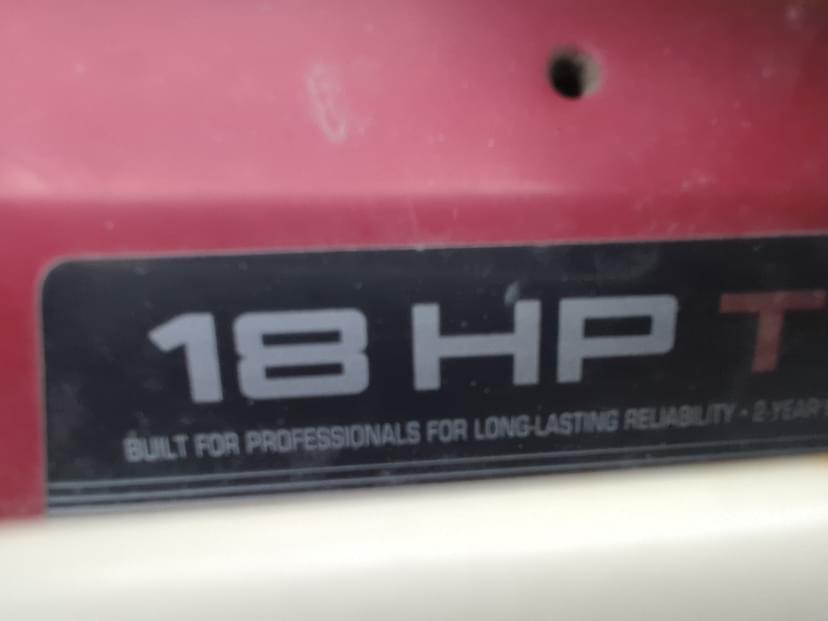 18 HP T
BUILT FOR PROFESSIONALS FOR LONG-LASTING RELIABILITY - 2-YEAR